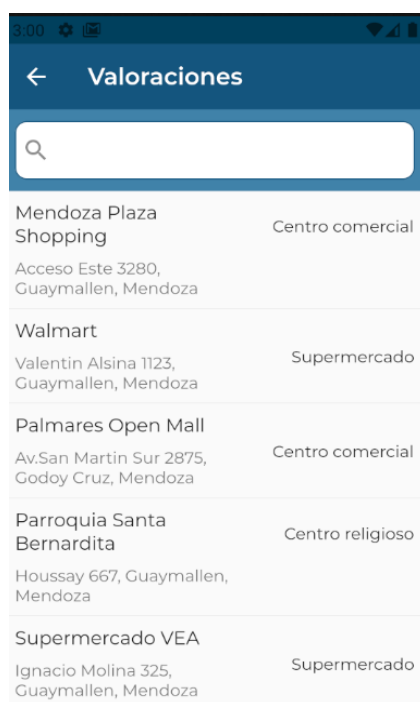 3:00
Valoraciones
Mendoza Plaza
Shopping
Centro comercial
Acceso Este 3280,
Guaymallen, Mendoza
Walmart
Supermercado
Valentin Alsina 1123,
Guaymallen, Mendoza
Palmares Open Mall
Centro comercial
Av.San Martin Sur 2875,
Godoy Cruz, Mendoza
Parroquia Santa
Bernardita
Centro religioso
Houssay 667, Guaymallen,
Mendoza
Supermercado VEA
Supermercado
Ignacio Molina 325,
Guaymallen, Mendoza